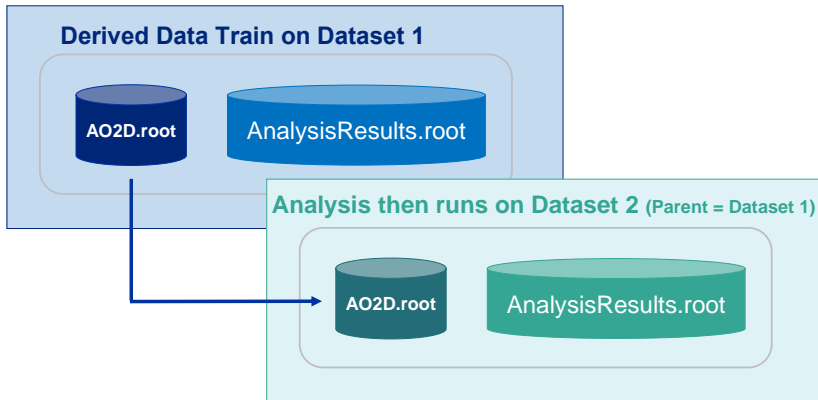 Derived Data Train on Dataset 1
AO2D.root
AnalysisResults.root
Analysis then runs on Dataset 2 (Parent = Dataset 1)
AO2D.root
AnalysisResults.root